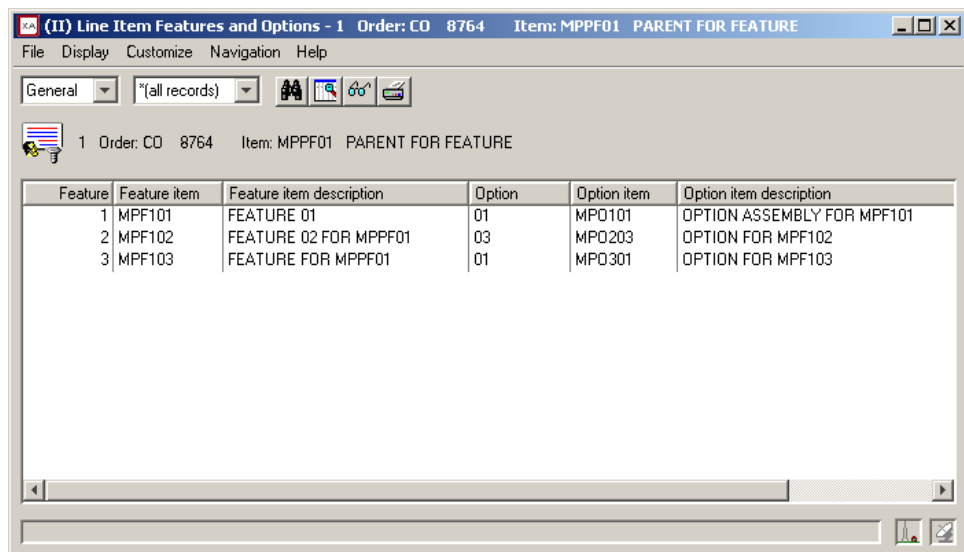 XA (II) Line Item Features and Options - 1 Order: CO 8764 Item: MPPF01 PARENT FOR FEATURE
File Display Customize Navigation Help
General *(all records)
1 Order: CO 8764 Item: MPPF01 PARENT FOR FEATURE
Feature Feature item Feature item description Option Option item Option item description
1 MPF101 FEATURE 01 01 MPO101 OPTION ASSEMBLY FOR MPF101
2 MPF102 FEATURE 02 FOR MPPF01 03 MPO203 OPTION FOR MPF102
3 MPF103 FEATURE FOR MPPF01 01 MPO301 OPTION FOR MPF103